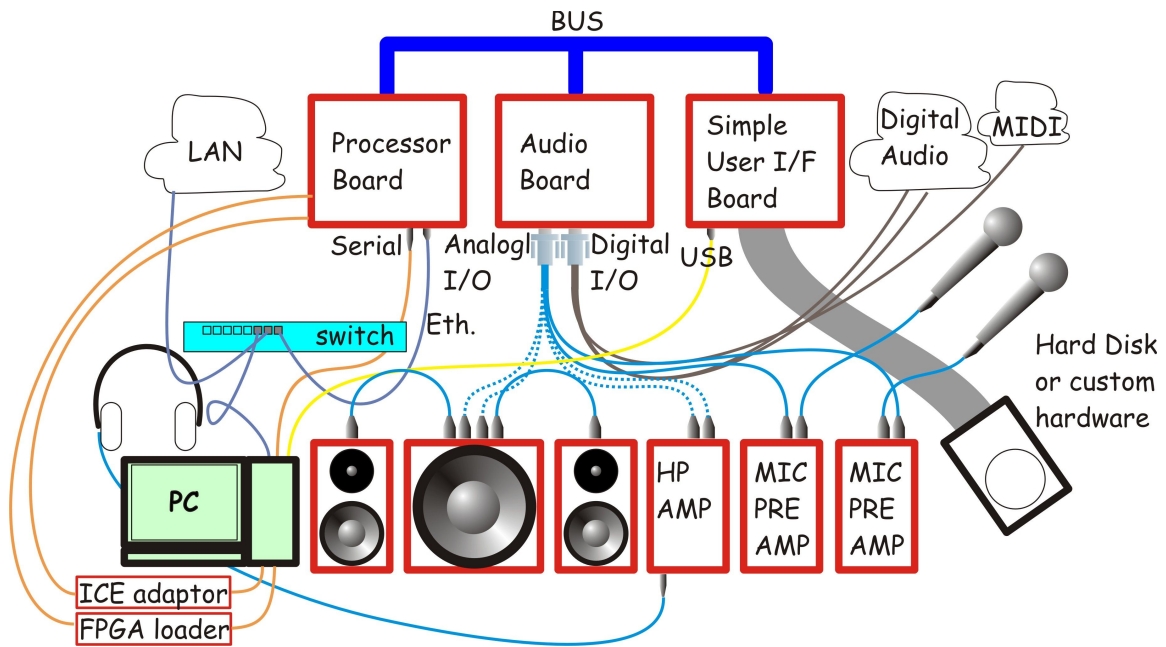 BUS
LAN
Processor
Board
Audio
Board
Simple
User I/F
Board
Digital
Audio
MIDI
Serial
Analogl
I/O
Digital
I/O
USB
Eth.
switch
Hard Disk
or custom
hardware
PC
HP
AMP
MIC
PRE
AMP
MIC
PRE
AMP
ICE adaptor
FPGA loader